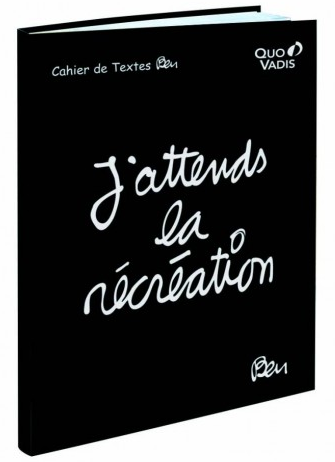 Cahier de Textes Ben
QUO
VADIS
J'attends
la
récréation
Ben